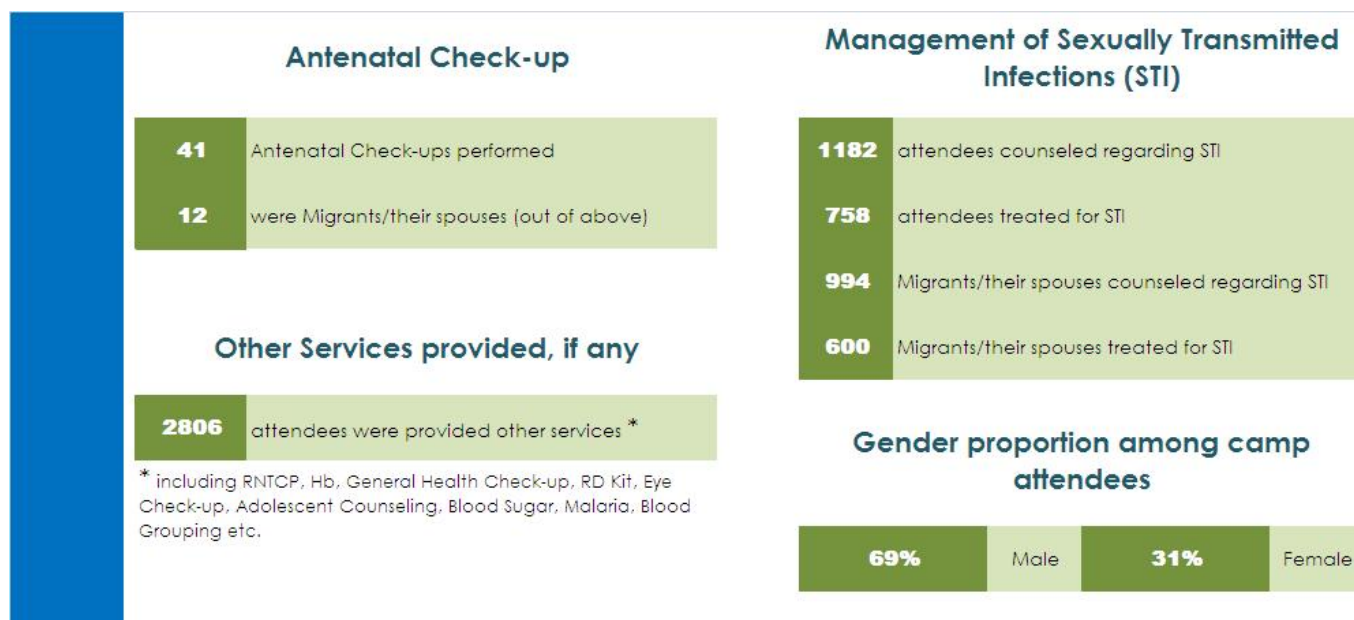 Antenatal Check-up
41 Antenatal Check-ups performed
12 were Migrants/their spouses (out of above)
Other Services provided, if any
2806 attendees were provided other services *
* including RNTCP, Hb, General Health Check-up, RD Kit, Eye
Check-up, Adolescent Counseling, Blood Sugar, Malaria, Blood
Grouping etc.
Management of Sexually Transmitted
Infections (STI)
1182 attendees counseled regarding STI
758 attendees treated for STI
994 Migrants/their spouses counseled regarding STI
600 Migrants/their spouses treated for STI
Gender proportion among camp
attendees
69% Male 31% Female